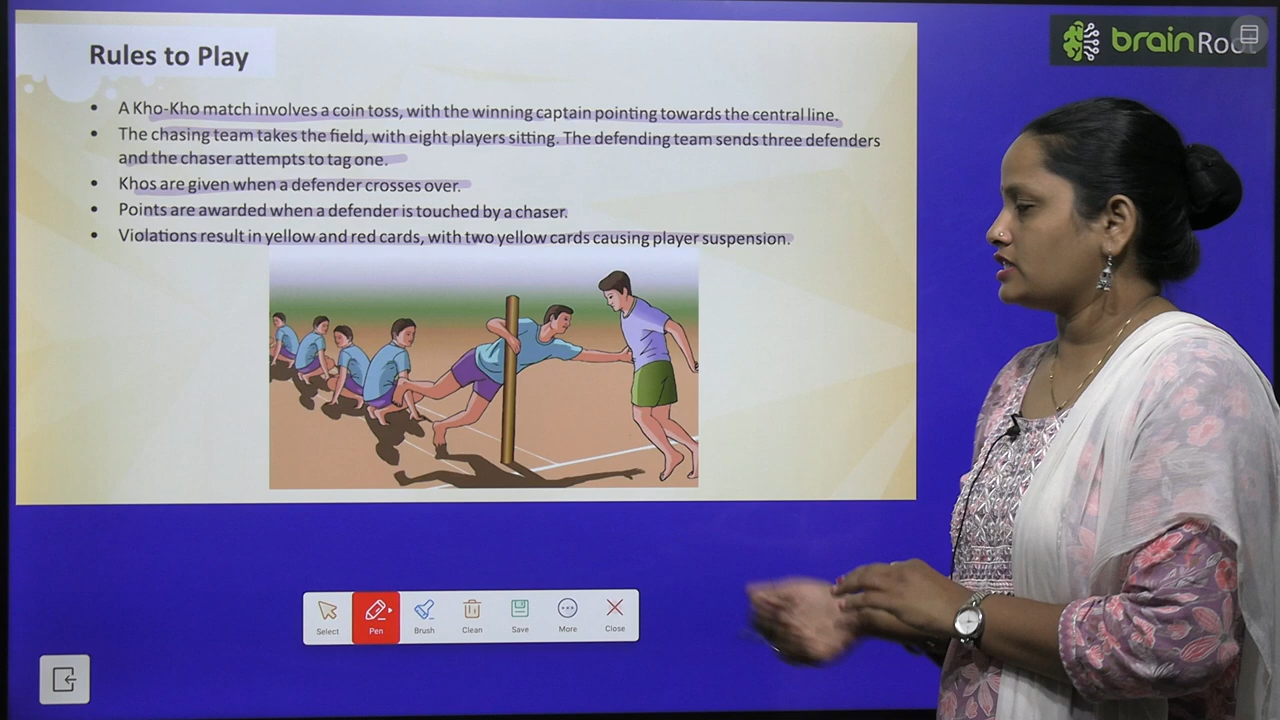 Rules to Play
brainRoot
• A Kho-Kho match involves a coin toss, with the winning captain pointing towards the central line.
• The chasing team takes the field, with eight players sitting. The defending team sends three defenders
and the chaser attempts to tag one.
• Khos are given when a defender crosses over.
• Points are awarded when a defender is touched by a chaser.
• Violations result in yellow and red cards, with two yellow cards causing player suspension.
Select Pen Brush Clean Save More Close